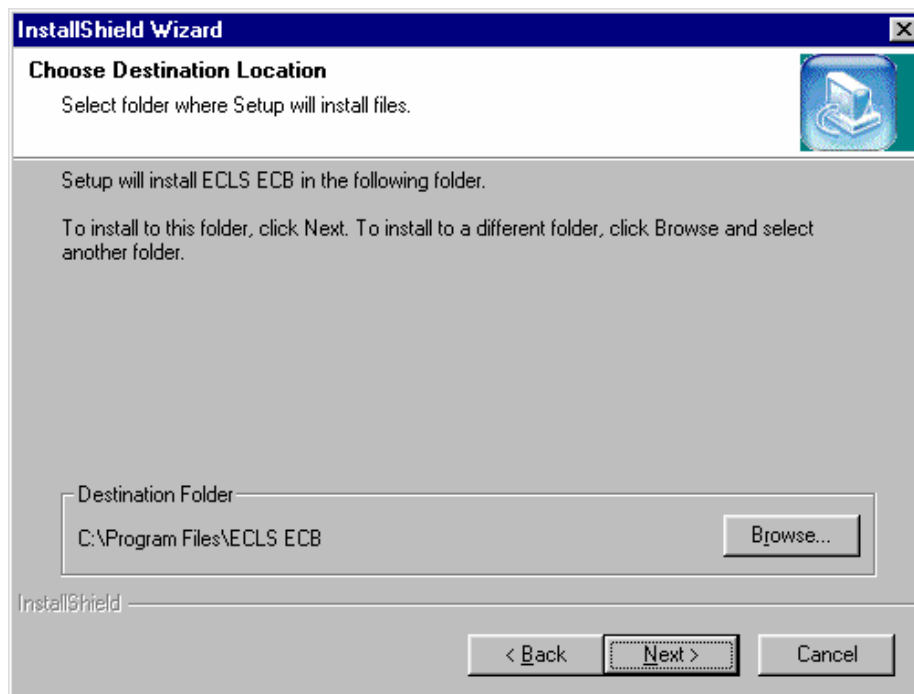 InstallShield Wizard
Choose Destination Location
Select folder where Setup will install files.
Setup will install ECLS ECB in the following folder.
To install to this folder, click Next. To install to a different folder, click Browse and select
another folder.
Destination Folder
C:\Program Files\ECLS ECB
Browse...
InstallShield
< Back
Next >
Cancel